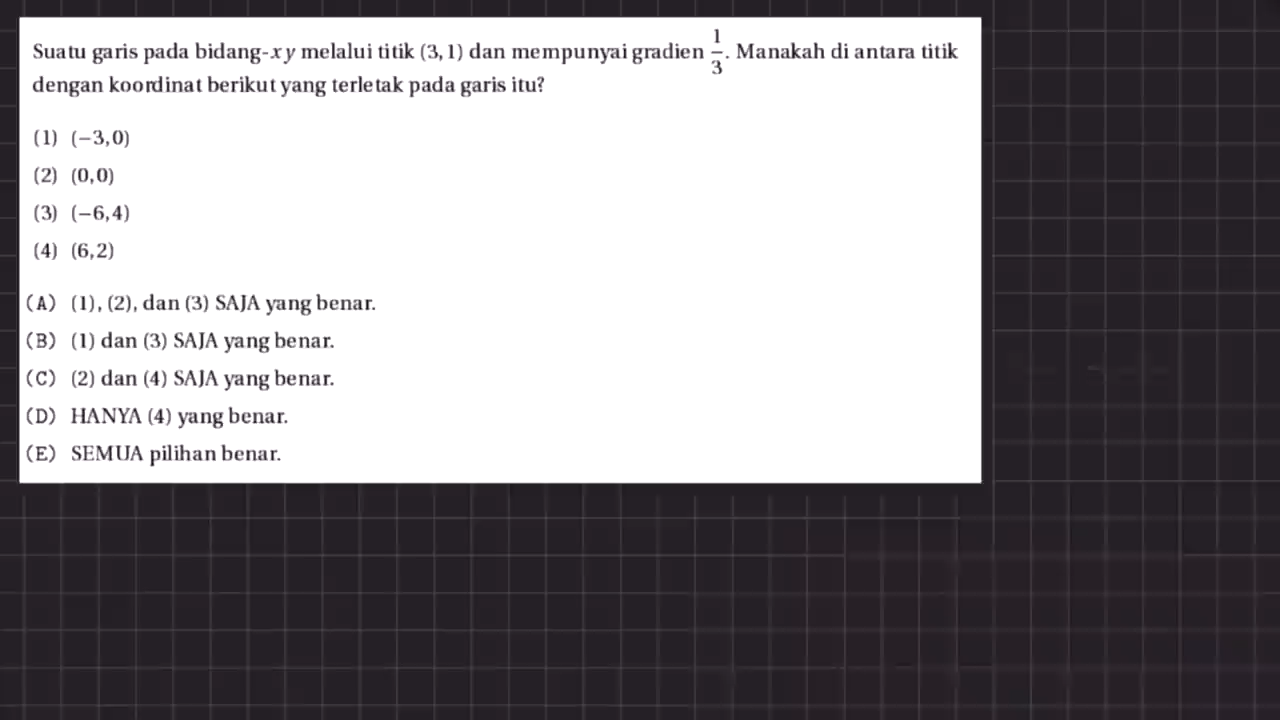 Suatu garis pada bidang-xy melalui titik (3, 1) dan mempunyai gradien 1/3. Manakah di antara titik
dengan koordinat berikut yang terletak pada garis itu?
(1) (−3,0)
(2) (0,0)
(3) (−6,4)
(4) (6,2)
(A) (1), (2), dan (3) SAJA yang benar.
(B) (1) dan (3) SAJA yang benar.
(C) (2) dan (4) SAJA yang benar.
(D) HANYA (4) yang benar.
(E) SEMUA pilihan benar.